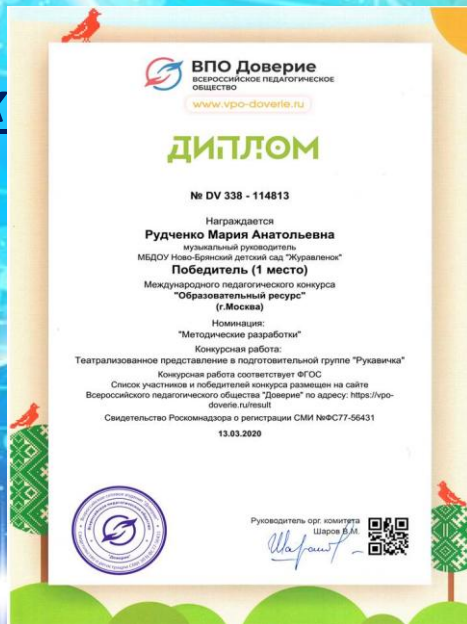 ВПО Доверие
ВСЕРОССИЙСКОЕ ПЕДАГОГИЧЕСКОЕ
ОБЩЕСТВО
www.vpo-doverie.ru
ДИПЛОМ
№ DV 338 - 114813
Награждается
Рудченко Мария Анатольевна
музыкальный руководитель
МБДОУ Ново-Брянский детский сад "Журавленок"
Победитель (1 место)
Международного педагогического конкурса
"Образовательный ресурс"
(г.Москва)
Номинация:
"Методические разработки"
Конкурсная работа:
Театрализованное представление в подготовительной группе "Рукавичка"
Конкурсная работа соответствует ФГОС
Список участников и победителей конкурса размещен на сайте
Всероссийского педагогического общества "Доверие" по адресу: https://vpo-
doverie.ru/result
Свидетельство Роскомнадзора о регистрации СМИ №ФС77-56431
13.03.2020
Руководитель орг. комитета
Шаров В.М.